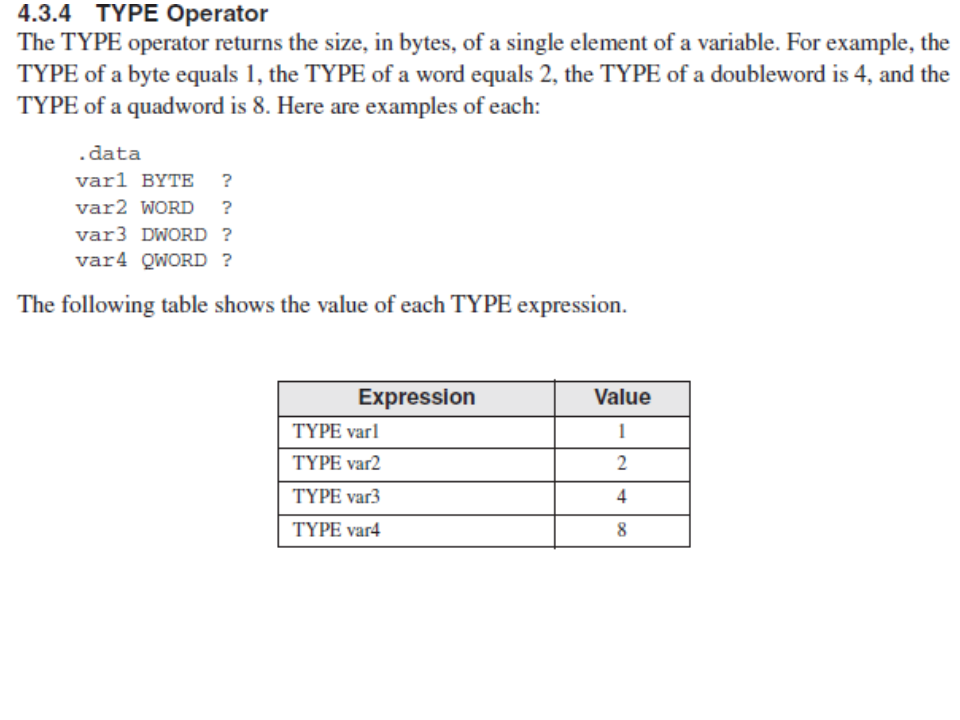 4.3.4 TYPE Operator
The TYPE operator returns the size, in bytes, of a single element of a variable. For example, the
TYPE of a byte equals 1, the TYPE of a word equals 2, the TYPE of a doubleword is 4, and the
TYPE of a quadword is 8. Here are examples of each:
.data
var1 BYTE ?
var2 WORD ?
var3 DWORD ?
var4 QWORD ?
The following table shows the value of each TYPE expression.
Expression Value
TYPE var1 1
TYPE var2 2
TYPE var3 4
TYPE var4 8